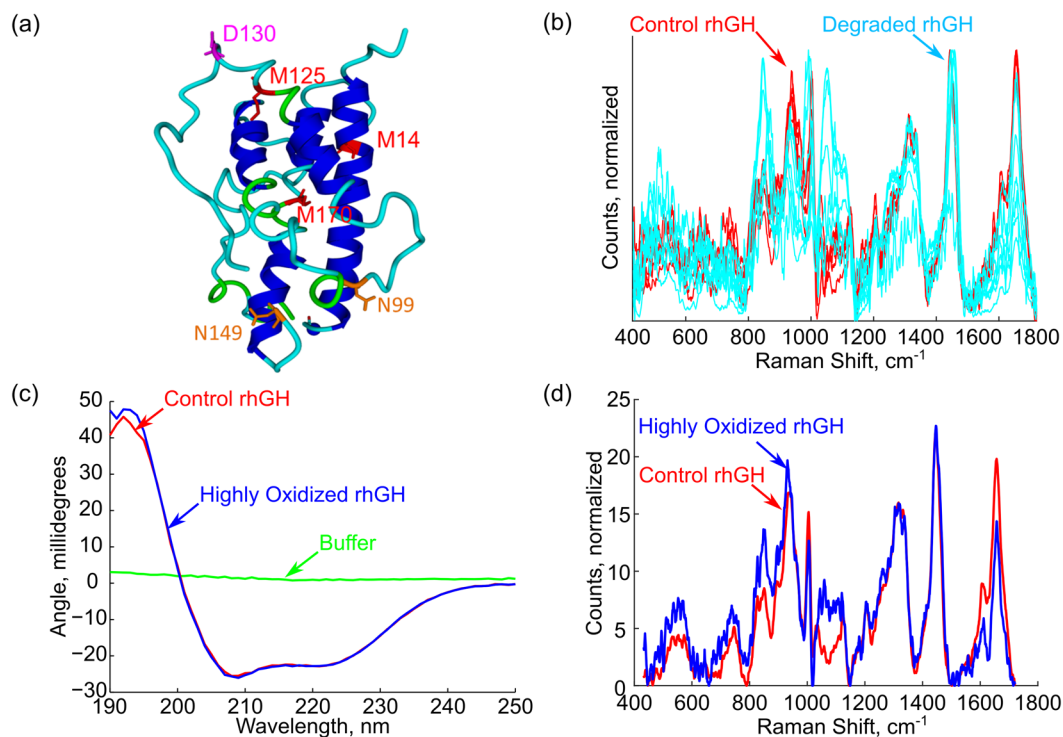 (a)
D130
M125
M14
M170
N99
N149
(b)
Control rhGH
Degraded rhGH
Counts, normalized
400 600 800 1000 1200 1400 1600 1800
Raman Shift, cm-1
(c)
50
40
30
20
10
0
−10
−20
−30
Angle, millidegrees
Control rhGH
Highly Oxidized rhGH
Buffer
190 200 210 220 230 240 250
Wavelength, nm
(d)
25
20
15
10
5
0
Counts, normalized
Highly Oxidized rhGH
Control rhGH
400 600 800 1000 1200 1400 1600 1800
Raman Shift, cm-1